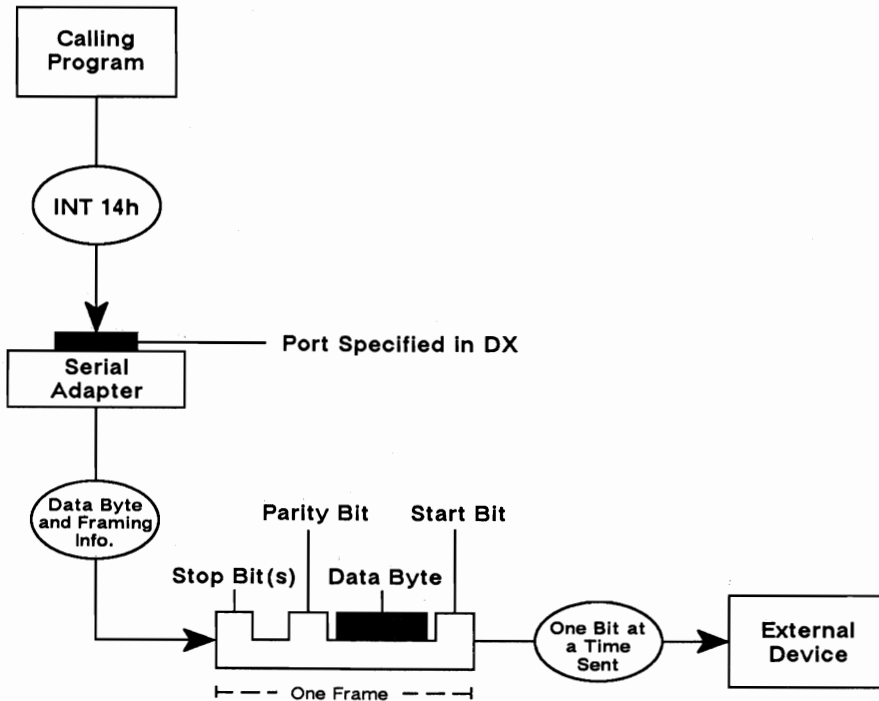 Calling
Program
INT 14h
Port Specified in DX
Serial
Adapter
Data Byte
and Framing
Info.
Parity Bit
Start Bit
Stop Bit(s)
Data Byte
One Bit at
a Time
Sent
External
Device
One Frame